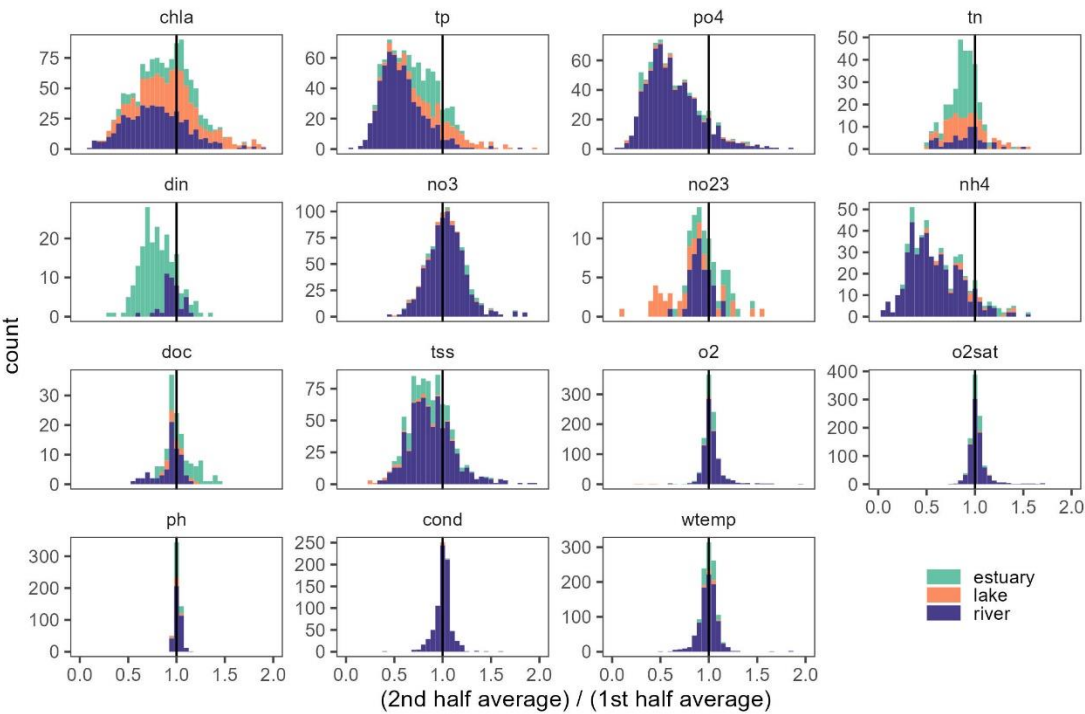 chla tp po4 tn
75 50 25 0
60 40 20 0
60 40 20 0
50 40 30 20 10 0
din no3 no23 nh4
20 10 0
100 75 50 25 0
10 5 0
50 40 30 20 10 0
count
doc tss o2 o2sat
30 20 10 0
75 50 25 0
300 200 100 0
400 300 200 100 0
0.0 0.5 1.0 1.5 2.0
ph cond wtemp
300 200 100 0
250 200 150 100 50 0
300 200 100 0
estuary
lake
river
0.0 0.5 1.0 1.5 2.0 0.0 0.5 1.0 1.5 2.0 0.0 0.5 1.0 1.5 2.0
(2nd half average) / (1st half average)